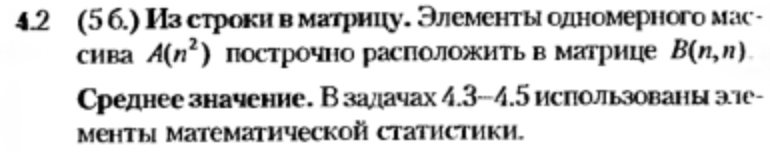 4.2 (5 б.) Из строки в матрицу. Элементы одномерного мас-
сива A(n²) построчно расположить в матрице B(n,n).
Среднее значение. В задачах 4.3–4.5 использованы эле-
менты математической статистики.